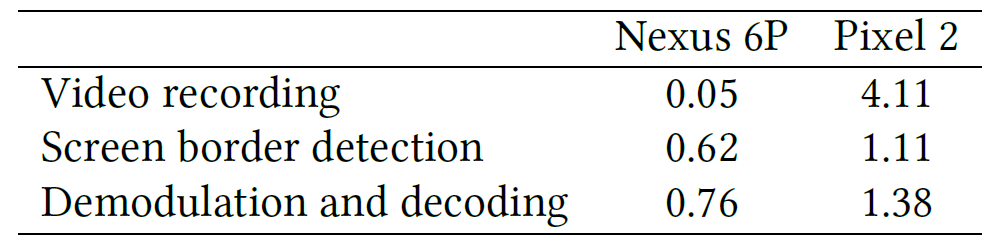 Nexus 6P Pixel 2
Video recording 0.05 4.11
Screen border detection 0.62 1.11
Demodulation and decoding 0.76 1.38